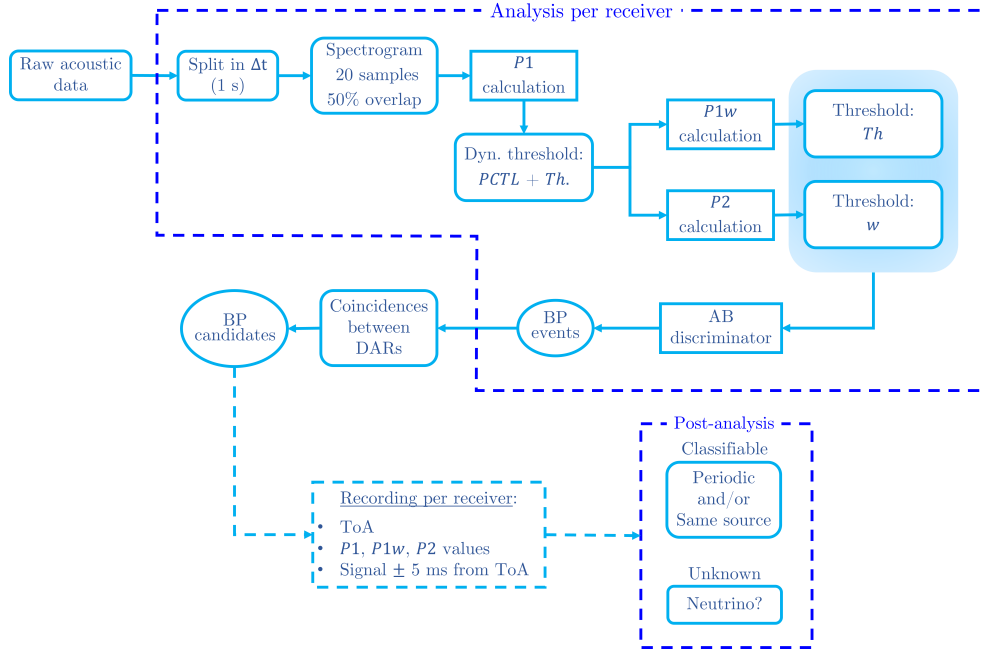 Analysis per receiver
Raw acoustic
data
Split in Δt
(1 s)
Spectrogram
20 samples
50% overlap
P1
calculation
Dyn. threshold:
PCTL + Th.
P1w
calculation
Threshold:
Th
P2
calculation
Threshold:
w
AB
discriminator
BP
events
Coincidences
between
DARs
BP
candidates
Recording per receiver:
• ToA
• P1, P1w, P2 values
• Signal ± 5 ms from ToA
Post-analysis
Classifiable
Periodic
and/or
Same source
Unknown
Neutrino?